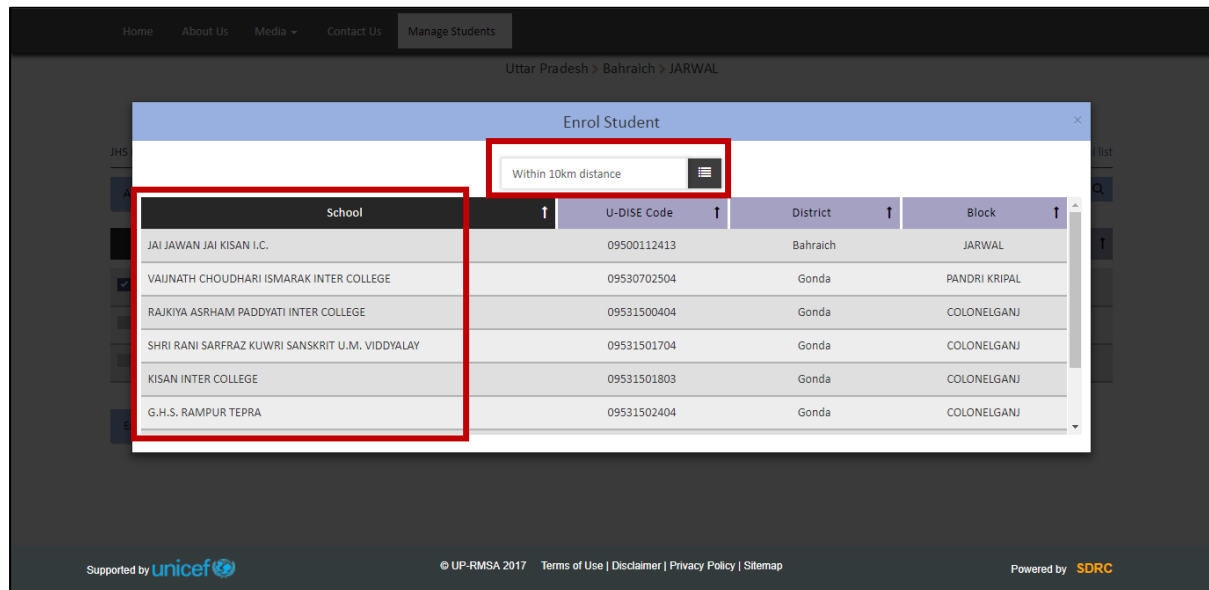 Home About Us Media Contact Us Manage Students
Uttar Pradesh > Bahraich > JARWAL
Enrol Student ×
JHS list
Within 10km distance
School U-DISE Code District Block
JAI JAWAN JAI KISAN I.C. 09500112413 Bahraich JARWAL
VAIJNATH CHOUDHARI ISMARAK INTER COLLEGE 09530702504 Gonda PANDRI KRIPAL
RAJKIYA ASRHAM PADDYATI INTER COLLEGE 09531500404 Gonda COLONELGANJ
SHRI RANI SARFRAZ KUWRI SANSKRIT U.M. VIDDYALAY 09531501704 Gonda COLONELGANJ
KISAN INTER COLLEGE 09531501803 Gonda COLONELGANJ
G.H.S. RAMPUR TEPRA 09531502404 Gonda COLONELGANJ
Supported by unicef © UP-RMSA 2017 Terms of Use | Disclaimer | Privacy Policy | Sitemap Powered by SDRC